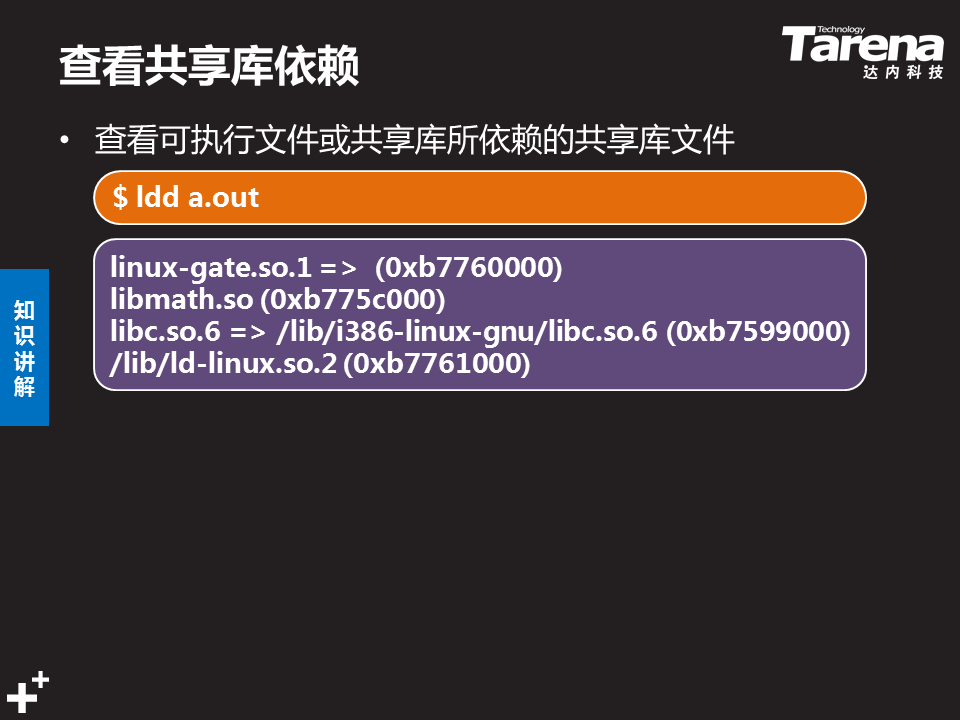 查看共享库依赖
Technology
Tarena
达内科技
• 查看可执行文件或共享库所依赖的共享库文件
$ ldd a.out
linux-gate.so.1 =>  (0xb7760000)
libmath.so (0xb775c000)
libc.so.6 => /lib/i386-linux-gnu/libc.so.6 (0xb7599000)
/lib/ld-linux.so.2 (0xb7761000)
知识讲解